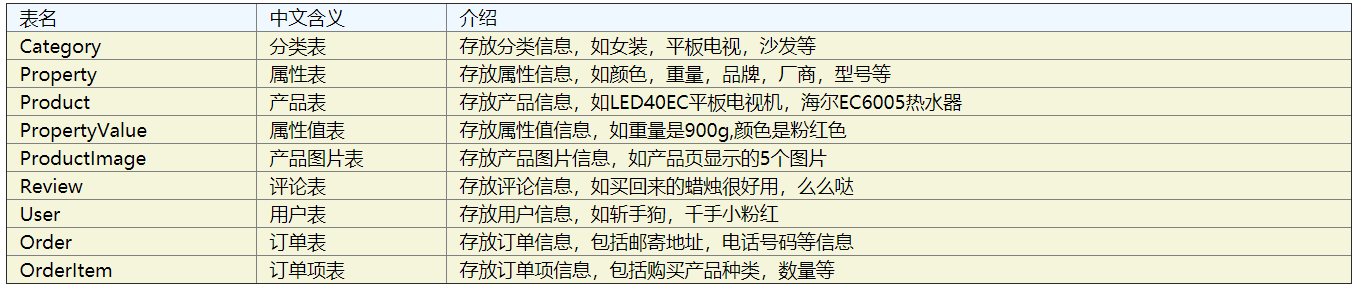 表名 中文含义 介绍
Category 分类表 存放分类信息，如女装，平板电视，沙发等
Property 属性表 存放属性信息，如颜色，重量，品牌，厂商，型号等
Product 产品表 存放产品信息，如LED40EC平板电视机，海尔EC6005热水器
PropertyValue 属性值表 存放属性值信息，如重量是900g,颜色是粉红色
ProductImage 产品图片表 存放产品图片信息，如产品页显示的5个图片
Review 评论表 存放评论信息，如买回来的蜡烛很好用，么么哒
User 用户表 存放用户信息，如斩手狗，千手小粉红
Order 订单表 存放订单信息，包括邮寄地址，电话号码等信息
OrderItem 订单项表 存放订单项信息，包括购买产品种类，数量等